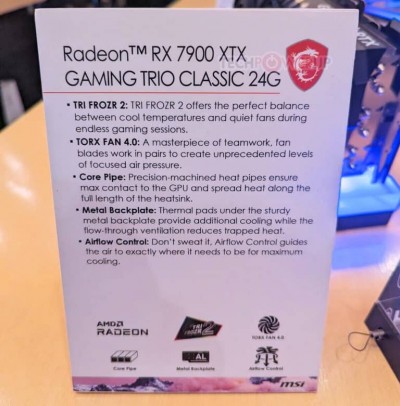 TECHPOWERUP
Radeon™ RX 7900 XTX
GAMING TRIO CLASSIC 24G
• TRI FROZR 2: TRI FROZR 2 offers the perfect balance
between cool temperatures and quiet fans during
endless gaming sessions.
• TORX FAN 4.0: A masterpiece of teamwork, fan
blades work in pairs to create unprecedented levels
of focused air pressure.
• Core Pipe: Precision-machined heat pipes ensure
max contact to the GPU and spread heat along the
full length of the heatsink.
• Metal Backplate: Thermal pads under the sturdy
metal backplate provide additional cooling while the
flow-through ventilation reduces trapped heat.
• Airflow Control: Don't sweat it, Airflow Control guides
the air to exactly where it needs to be for maximum
cooling.
AMD
RADEON
TRI
FROZR 2
TORX FAN 4.0
Core Pipe
AL
Metal Backplate
Airflow Control
msi